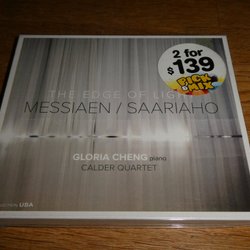 2 for
$139
PICK
MIX
THE EDGE OF LIGHT
MESSIAEN / SAARIAHO
GLORIA CHENG piano
CALDER QUARTET
USA